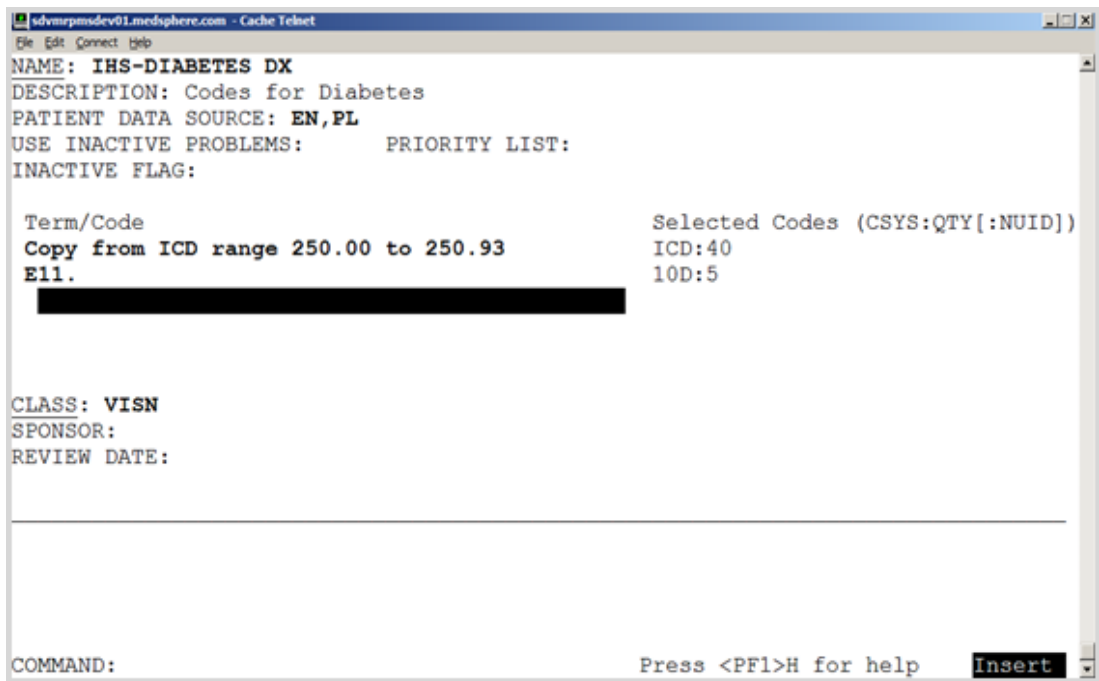 sdvmrpmsdev01.medsphere.com - Cache Telnet
File Edit Connect Help
NAME: IHS-DIABETES DX
DESCRIPTION: Codes for Diabetes
PATIENT DATA SOURCE: EN,PL
USE INACTIVE PROBLEMS: PRIORITY LIST:
INACTIVE FLAG:
Term/Code Selected Codes (CSYS:QTY[:NUID])
Copy from ICD range 250.00 to 250.93 ICD:40
E11. 10D:5
CLASS: VISN
SPONSOR:
REVIEW DATE:
COMMAND: Press <PF1>H for help Insert